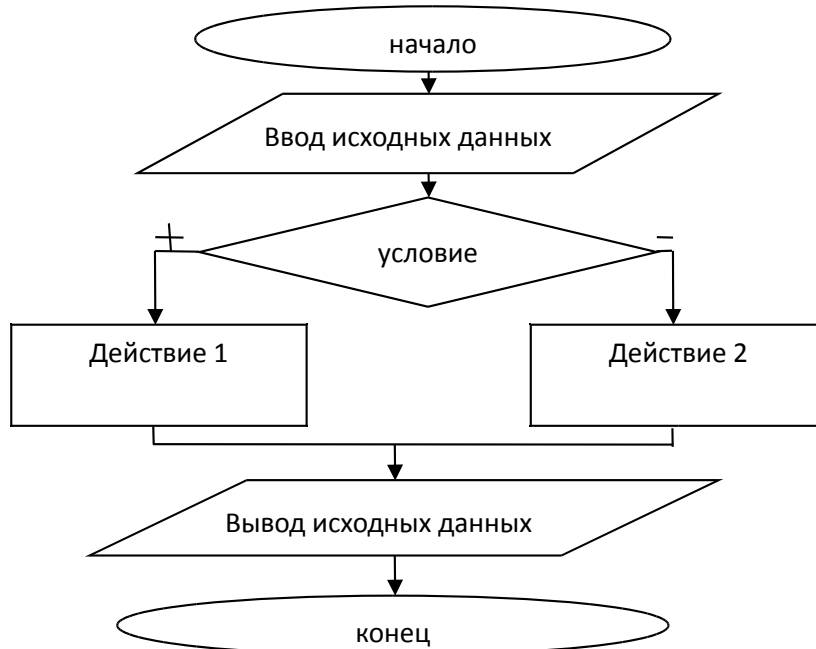 начало
Ввод исходных данных
+
–
условие
Действие 1
Действие 2
Вывод исходных данных
конец